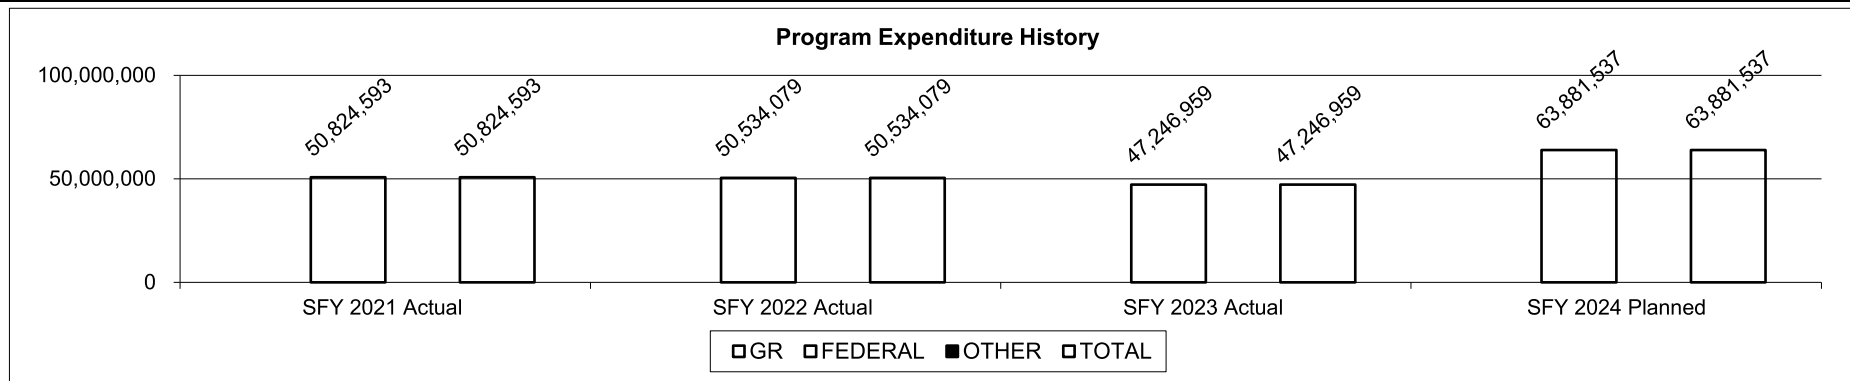 Program Expenditure History
100,000,000
50,000,000
0
50,824,593
50,824,593
50,534,079
50,534,079
47,246,959
47,246,959
63,881,537
63,881,537
SFY 2021 Actual
SFY 2022 Actual
SFY 2023 Actual
SFY 2024 Planned
GR FEDERAL OTHER TOTAL